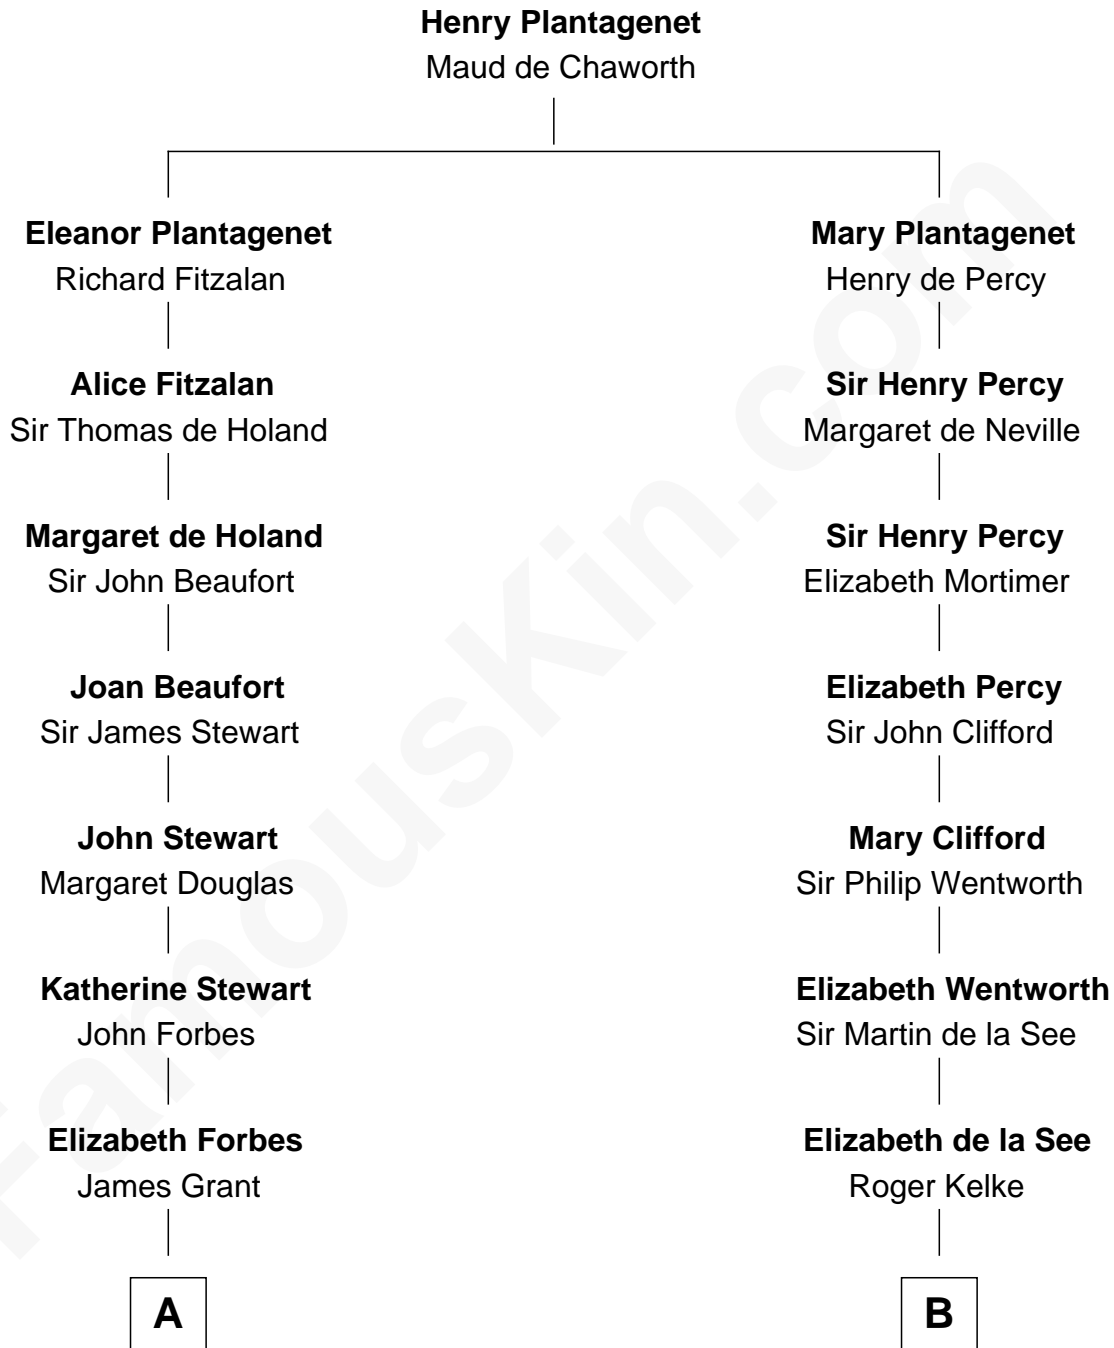 Henry Plantagenet
Maud de Chaworth
Eleanor Plantagenet
Richard Fitzalan
Alice Fitzalan
Sir Thomas de Holand
Margaret de Holand
Sir John Beaufort
Joan Beaufort
Sir James Stewart
John Stewart
Margaret Douglas
Katherine Stewart
John Forbes
Elizabeth Forbes
James Grant
A
Mary Plantagenet
Henry de Percy
Sir Henry Percy
Margaret de Neville
Sir Henry Percy
Elizabeth Mortimer
Elizabeth Percy
Sir John Clifford
Mary Clifford
Sir Philip Wentworth
Elizabeth Wentworth
Sir Martin de la See
Elizabeth de la See
Roger Kelke
B
FamousKin.com